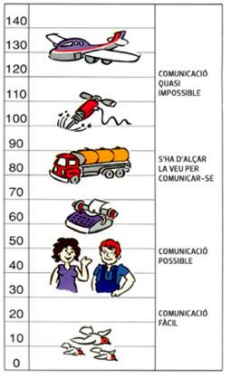 140
130
120
110
100
90
80
70
60
50
40
30
20
10
0
COMUNICACIÓ
QUASI
IMPOSSIBLE
S'HA D'ALÇAR
LA VEU PER
COMUNICAR-SE
COMUNICACIÓ
POSSIBLE
COMUNICACIÓ
FÀCIL